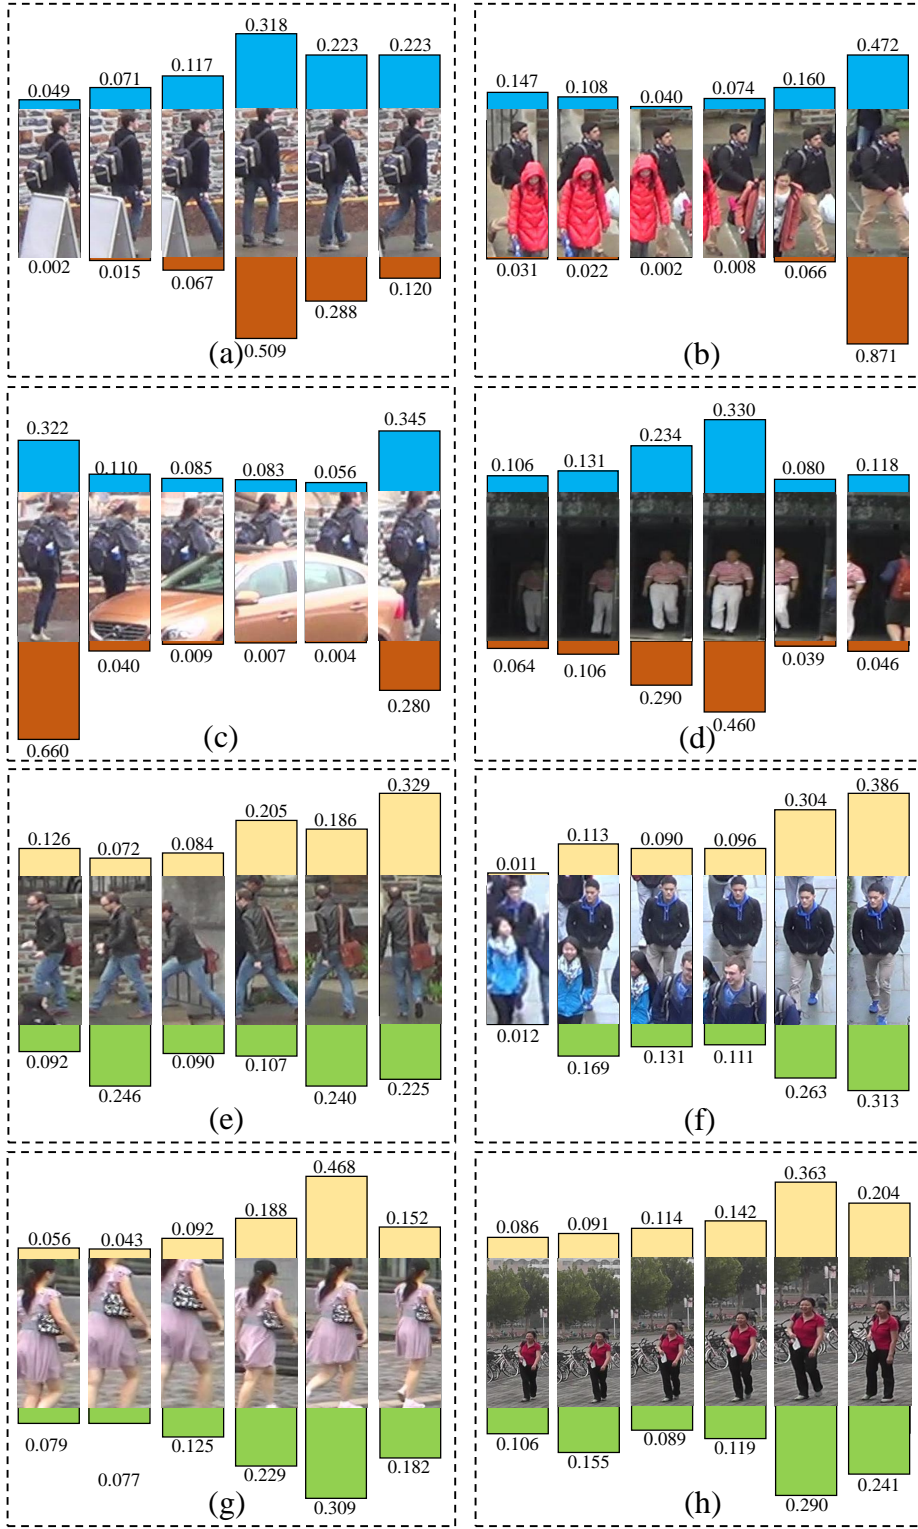 0.049 0.071 0.117 0.318 0.223 0.223
0.002 0.015 0.067 0.509 0.288 0.120
(a)
0.147 0.108 0.040 0.074 0.160 0.472
0.031 0.022 0.002 0.008 0.066 0.871
(b)
0.322 0.110 0.085 0.083 0.056 0.345
0.660 0.040 0.009 0.007 0.004 0.280
(c)
0.106 0.131 0.234 0.330 0.080 0.118
0.064 0.106 0.290 0.460 0.039 0.046
(d)
0.126 0.072 0.084 0.205 0.186 0.329
0.092 0.246 0.090 0.107 0.240 0.225
(e)
0.011 0.113 0.090 0.096 0.304 0.386
0.012 0.169 0.131 0.111 0.263 0.313
(f)
0.056 0.043 0.092 0.188 0.468 0.152
0.079 0.077 0.125 0.229 0.309 0.182
(g)
0.086 0.091 0.114 0.142 0.363 0.204
0.106 0.155 0.089 0.119 0.290 0.241
(h)